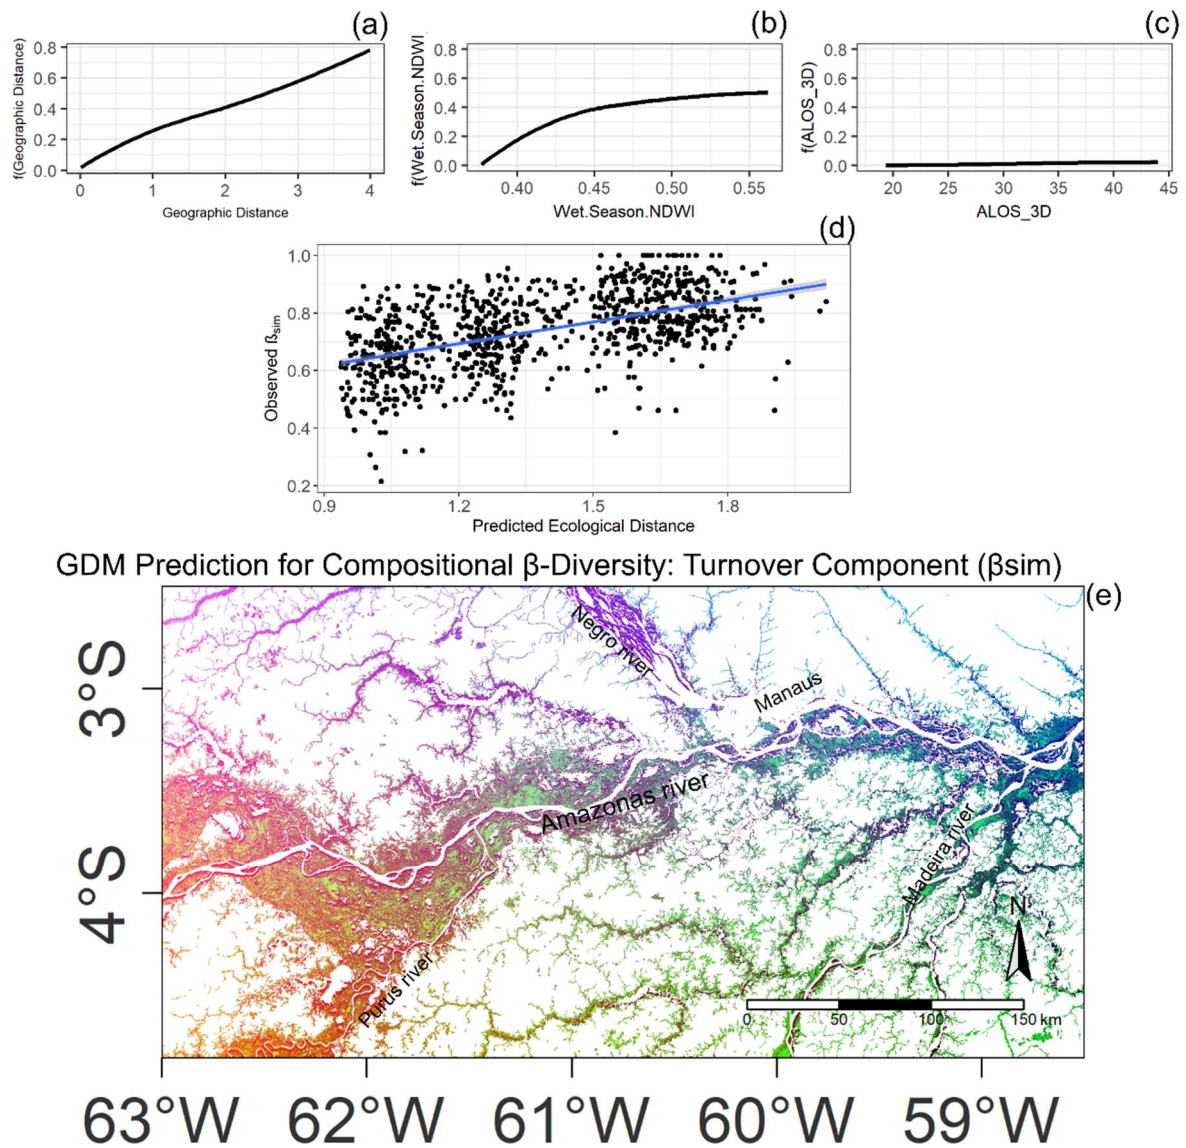 (a)
f(Geographic Distance)
0.8
0.6
0.4
0.2
0.0
0 1 2 3 4
Geographic Distance
(b)
f(Wet.Season.NDWI
0.8
0.6
0.4
0.2
0.0
0.40 0.45 0.50 0.55
Wet.Season.NDWI
(c)
f(ALOS_3D)
0.8
0.6
0.4
0.2
0.0
20 25 30 35 40 45
ALOS_3D
(d)
Observed ßsim
1.0
0.8
0.6
0.4
0.2
0.9 1.2 1.5 1.8
Predicted Ecological Distance
GDM Prediction for Compositional β-Diversity: Turnover Component (βsim)
(e)
3°S
4°S
Negro river
Manaus
Amazonas river
Madeira river
Purus river
N
0 50 100 150 km
63°W 62°W 61°W 60°W 59°W